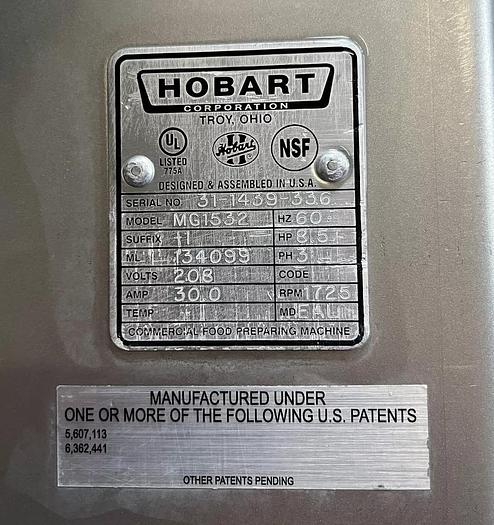 HOBART
CORPORATION
TROY, OHIO
UL
LISTED
775A
Hobart
NSF
DESIGNED & ASSEMBLED IN U.S.A.
SERIAL NO. 31-1439-336
MODEL MG1532 HZ 60
SUFFIX HP 8.5
ML 134099 PH 3
VOLTS 208 CODE
AMP 30.0 RPM 1725
TEMP MD
COMMERCIAL FOOD PREPARING MACHINE
MANUFACTURED UNDER
ONE OR MORE OF THE FOLLOWING U.S. PATENTS
5,607,113
6,362,441
OTHER PATENTS PENDING